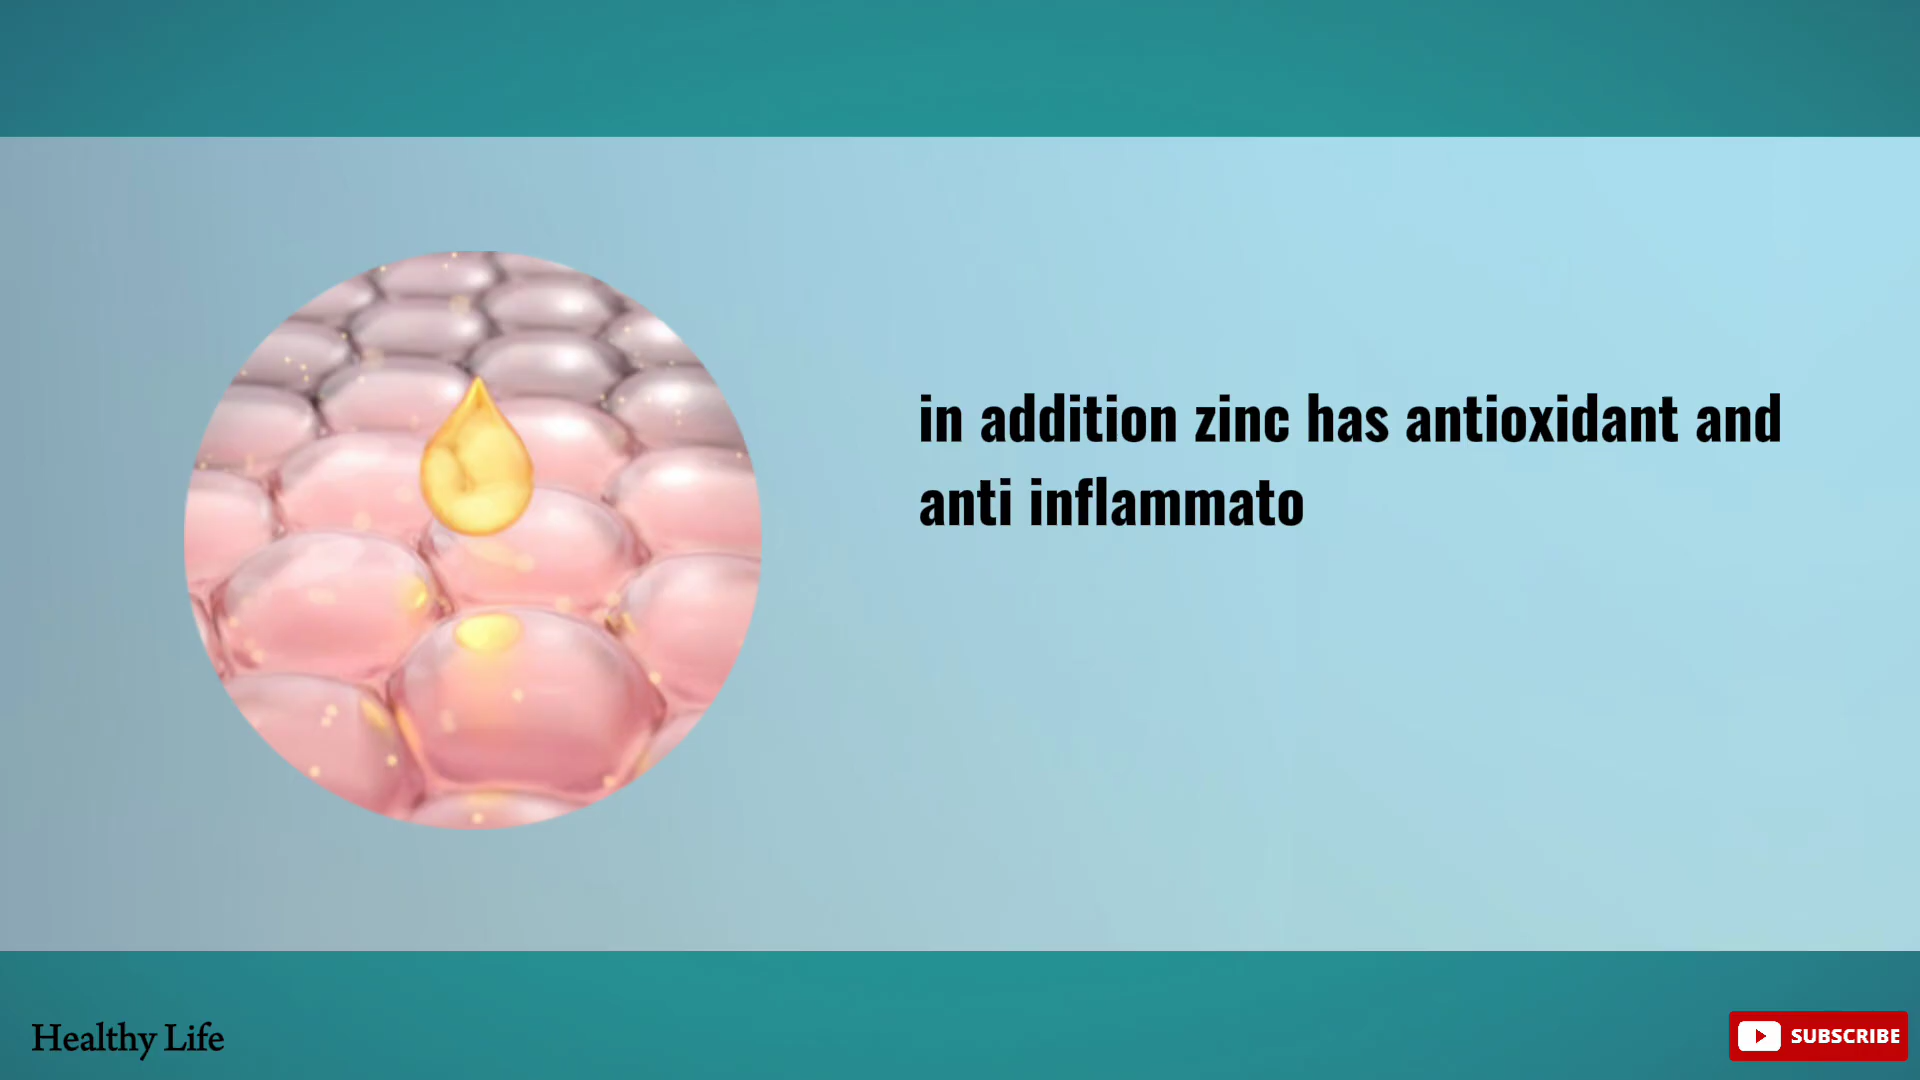 in addition zinc has antioxidant and
anti inflammato
Healthy Life
SUBSCRIBE